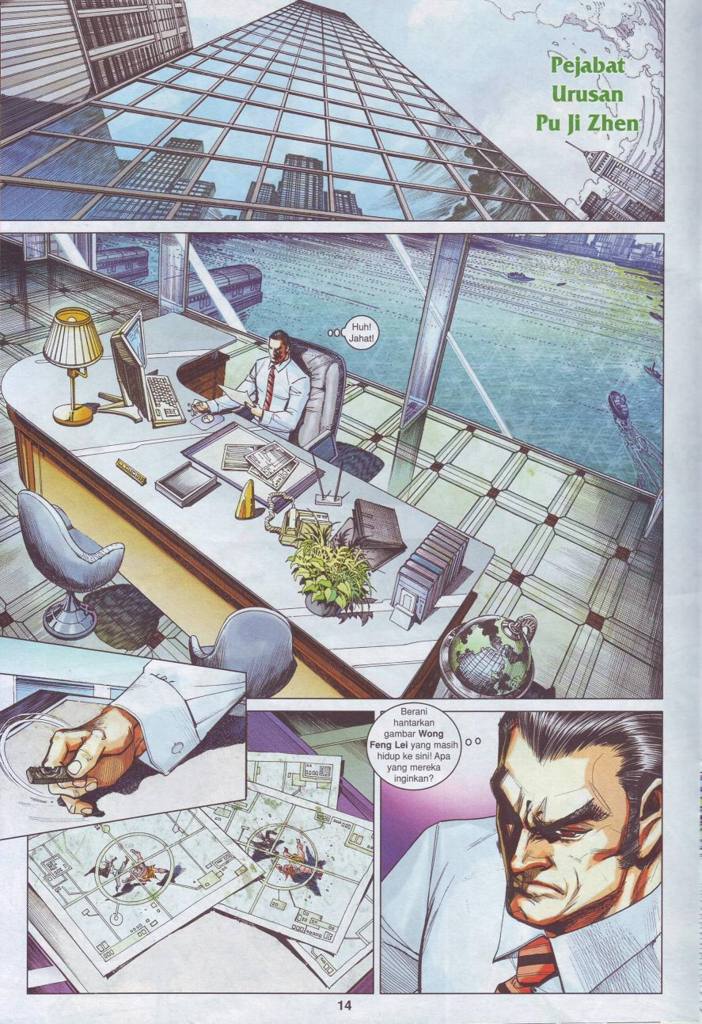 Pejabat
Urusan
Pu Ji Zhen
Huh!
Jahat!
Berani
hantarkan
gambar Wong
Feng Lei yang masih
hidup ke sini! Apa
yang mereka
inginkan?
14